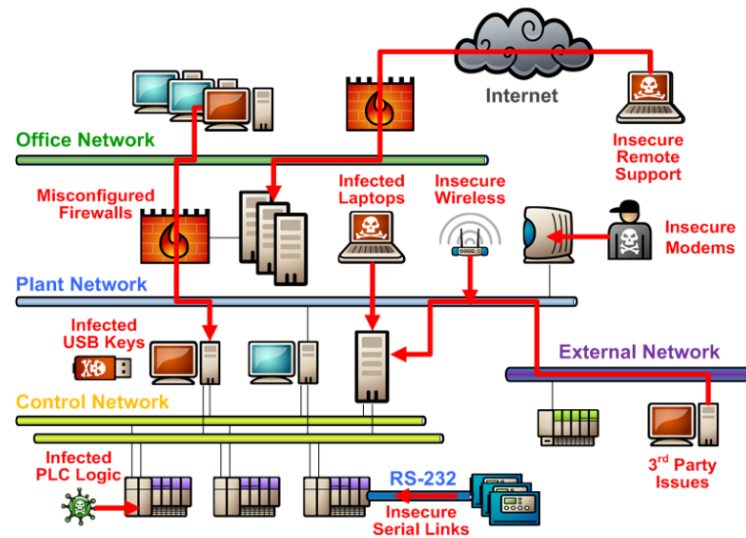 Internet
Office Network
Insecure
Remote
Support
Misconfigured
Firewalls
Infected
Laptops
Insecure
Wireless
Insecure
Modems
Plant Network
Infected
USB Keys
External Network
Control Network
3rd Party
Issues
Infected
PLC Logic
RS-232
Insecure
Serial Links